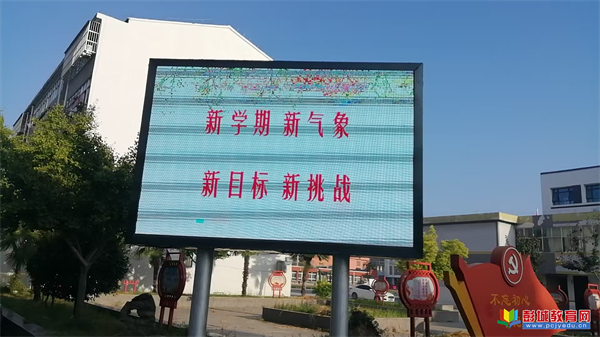 新学期 新气象
新目标 新挑战
不忘初心
彭城教育网
www.pcjyedu.cn